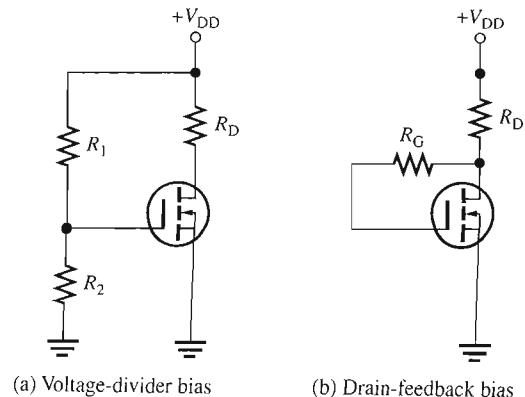 +V_DD
R_D
R_1
R_2
(a) Voltage-divider bias
+V_DD
R_D
R_G
(b) Drain-feedback bias